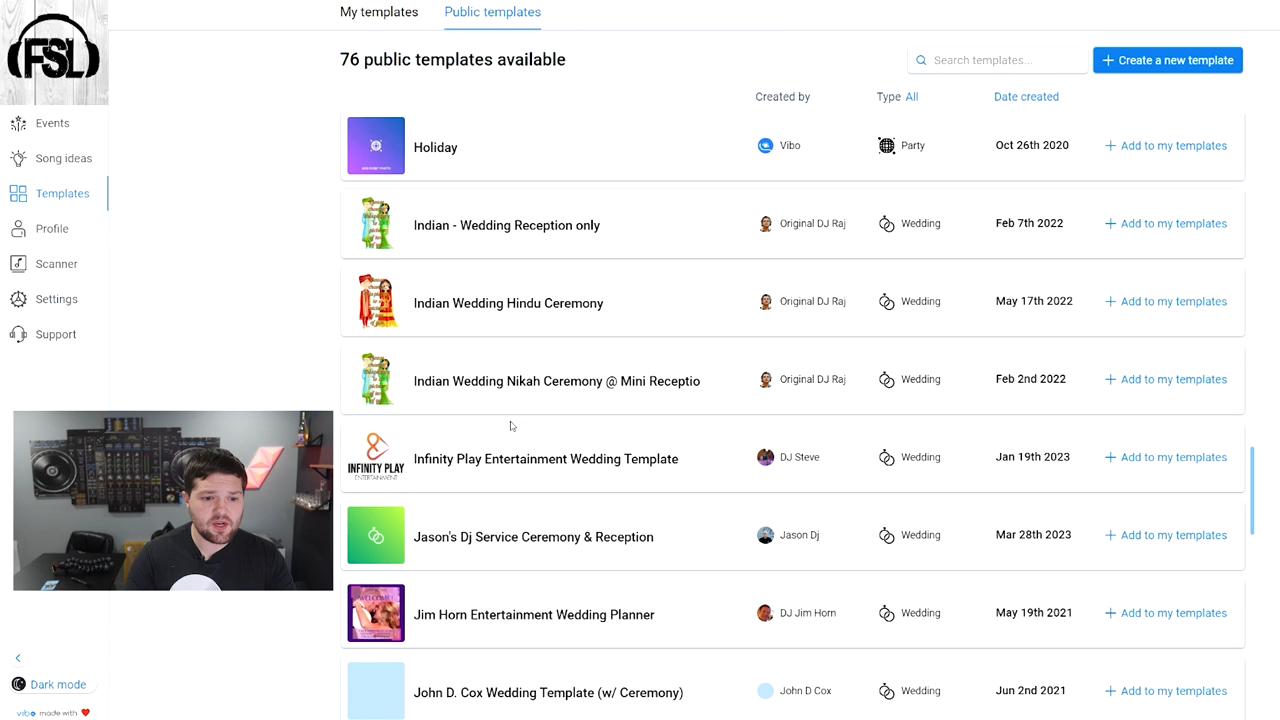 FSL
My templates
Public templates
76 public templates available
Search templates...
+ Create a new template
Created by
Type All
Date created
Events
Song ideas
Templates
Profile
Scanner
Settings
Support
Holiday
Vibo
Party
Oct 26th 2020
+ Add to my templates
Indian - Wedding Reception only
Original DJ Raj
Wedding
Feb 7th 2022
+ Add to my templates
Indian Wedding Hindu Ceremony
Original DJ Raj
Wedding
May 17th 2022
+ Add to my templates
Indian Wedding Nikah Ceremony @ Mini Receptio
Original DJ Raj
Wedding
Feb 2nd 2022
+ Add to my templates
INFINITY PLAY
ENTERTAINMENT
Infinity Play Entertainment Wedding Template
DJ Steve
Wedding
Jan 19th 2023
+ Add to my templates
Jason's Dj Service Ceremony & Reception
Jason Dj
Wedding
Mar 28th 2023
+ Add to my templates
WELCOME!
Jim Horn Entertainment Wedding Planner
DJ Jim Horn
Wedding
May 19th 2021
+ Add to my templates
John D. Cox Wedding Template (w/ Ceremony)
John D Cox
Wedding
Jun 2nd 2021
+ Add to my templates
Dark mode
vibo made with